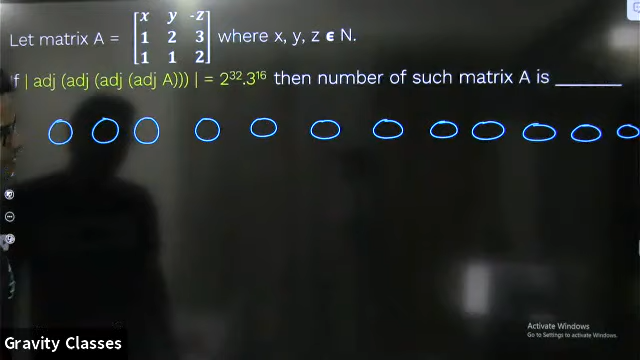 Let matrix A = [x y -z
1 2 3
1 1 2] where x, y, z ϵ N.
If | adj (adj (adj (adj A))) | = 2³².3¹⁶ then number of such matrix A is ________
Activate Windows
Go to Settings to activate Windows.
Gravity Classes